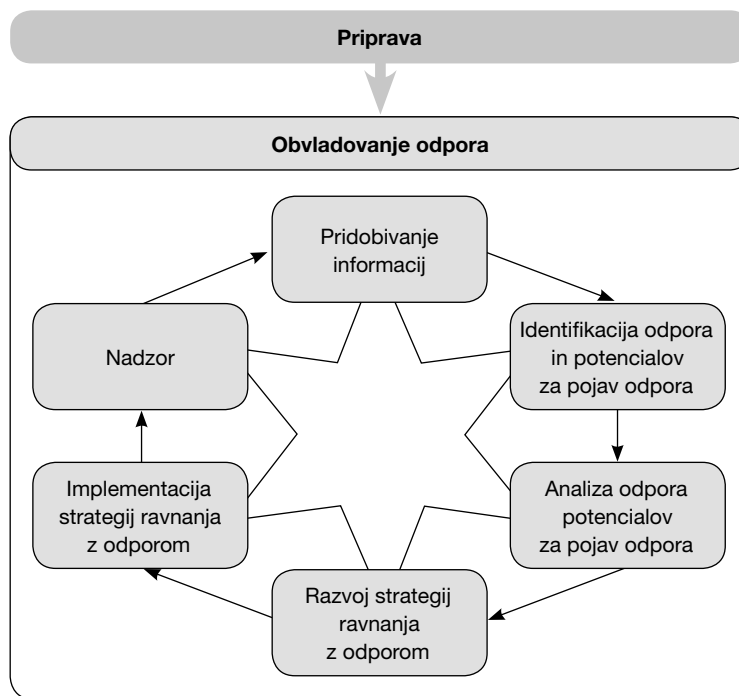 Priprava
Obvladovanje odpora
Pridobivanje
informacij
Identifikacija odpora
in potencialov
za pojav odpora
Analiza odpora
potencialov
za pojav odpora
Razvoj strategij
ravnanja
z odporom
Implementacija
strategij ravnanja
z odporom
Nadzor